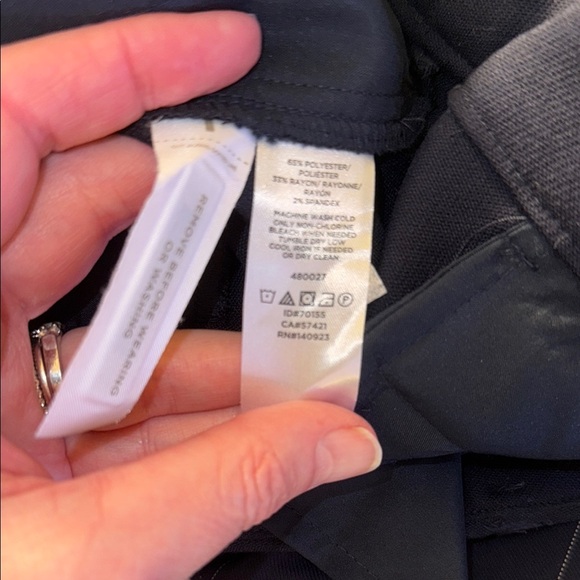 REMOVE BEFORE WEARING
OR WASHING
65% POLYESTER/
POLIÉSTER
33% RAYON/ RAYONNE/
RAYON
2% SPANDEX
MACHINE WASH COLD
ONLY NON-CHLORINE
BLEACH WHEN NEEDED
TUMBLE DRY LOW
COOL IRON IF NEEDED
OR DRY CLEAN
480027
ID#70155
CA#57421
RN#140923